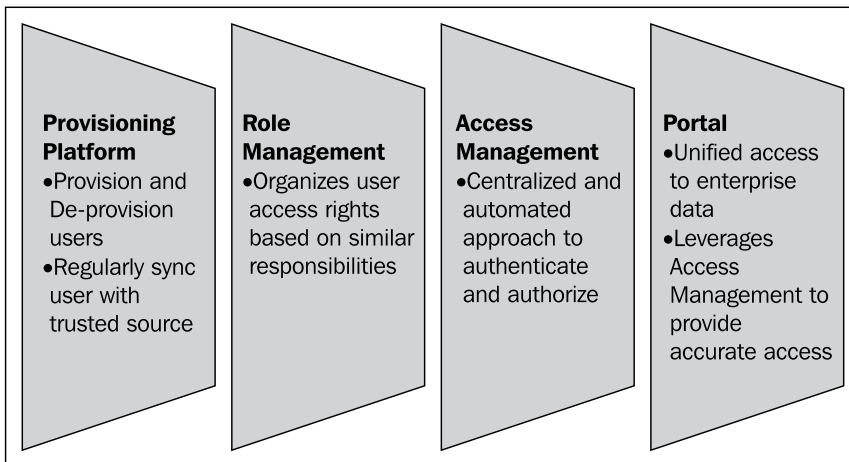 Provisioning
Platform
•Provision and
De-provision
users
•Regularly sync
user with
trusted source
Role
Management
•Organizes user
access rights
based on similar
responsibilities
Access
Management
•Centralized and
automated
approach to
authenticate
and authorize
Portal
•Unified access
to enterprise
data
•Leverages
Access
Management to
provide
accurate access